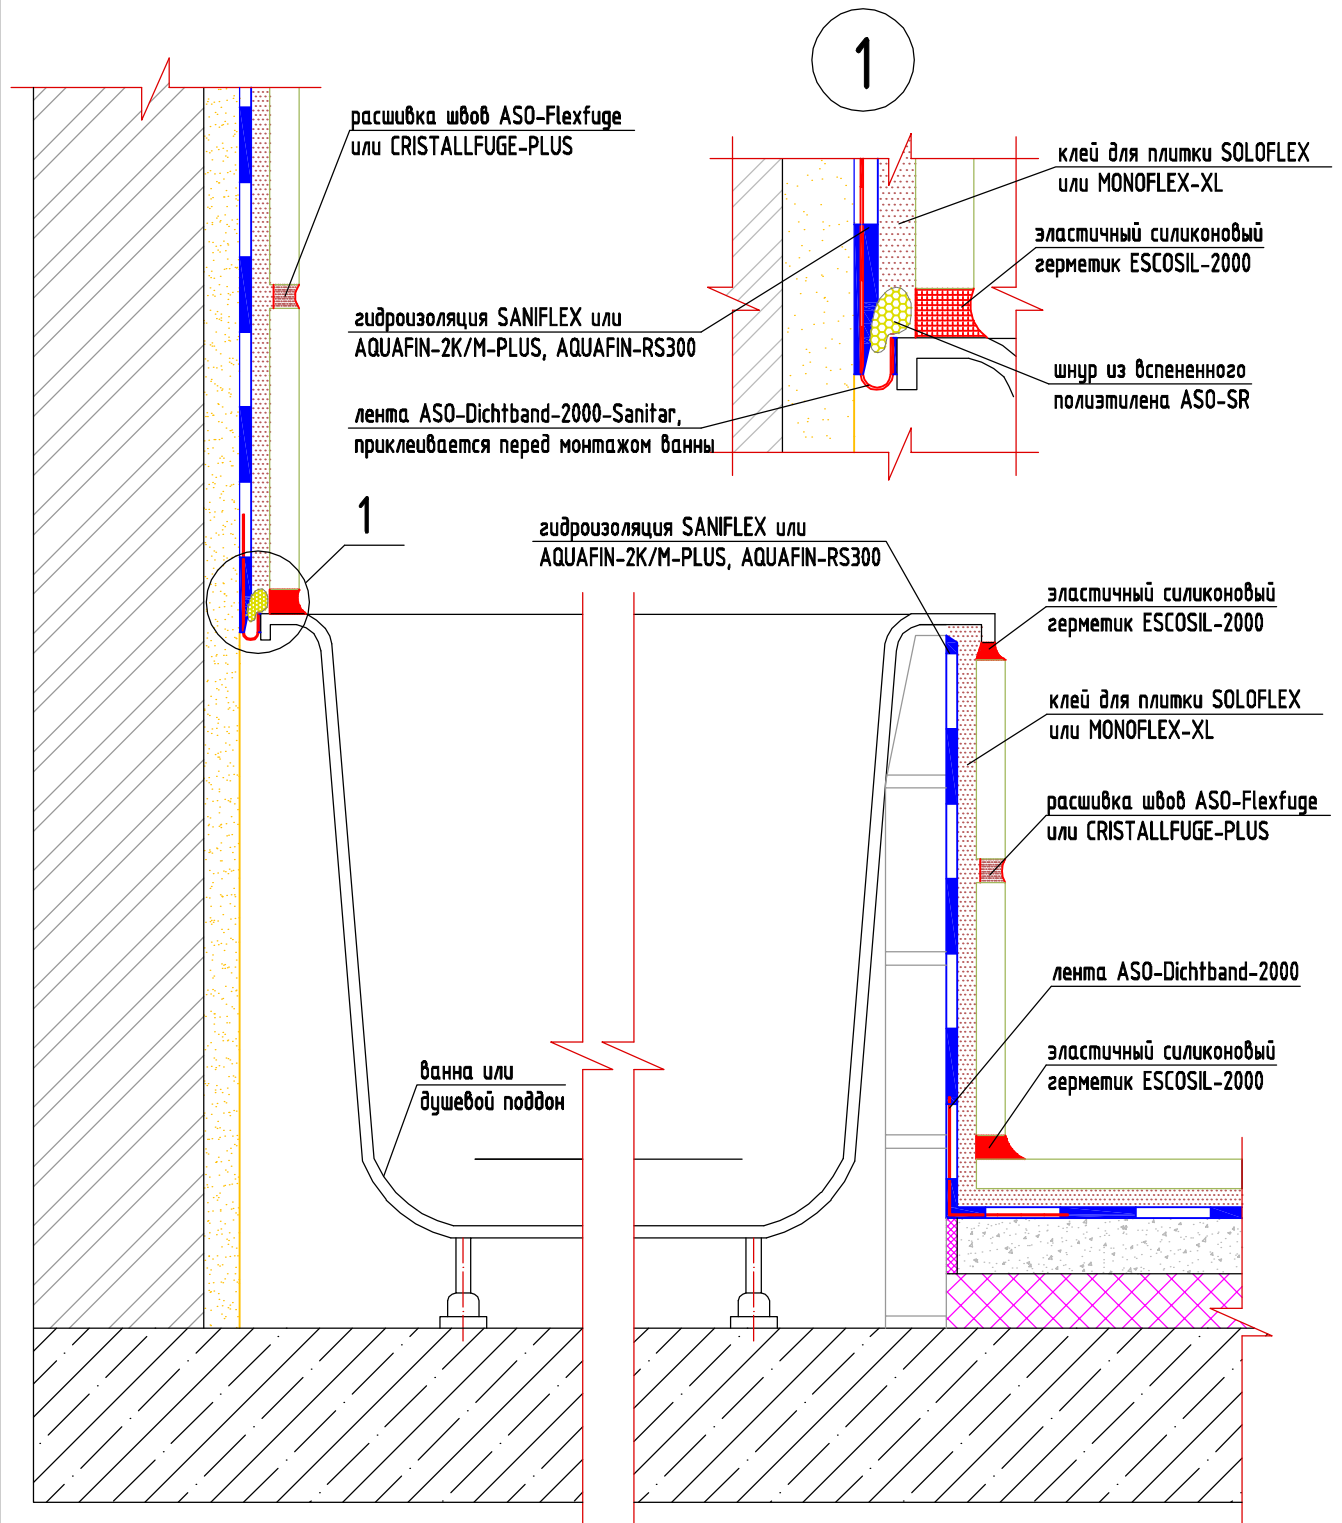 1
расшивка швов ASO-Flexfuge
или CRISTALLFUGE-PLUS
клей для плитки SOLOFLEX
или MONOFLEX-XL
эластичный силиконовый
герметик ESCOSIL-2000
гидроизоляция SANIFLEX или
AQUAFIN-2K/M-PLUS, AQUAFIN-RS300
шнур из вспененного
полиэтилена ASO-SR
лента ASO-Dichtband-2000-Sanitar,
приклеивается перед монтажом ванны
1
гидроизоляция SANIFLEX или
AQUAFIN-2K/M-PLUS, AQUAFIN-RS300
эластичный силиконовый
герметик ESCOSIL-2000
клей для плитки SOLOFLEX
или MONOFLEX-XL
расшивка швов ASO-Flexfuge
или CRISTALLFUGE-PLUS
лента ASO-Dichtband-2000
эластичный силиконовый
герметик ESCOSIL-2000
ванна или
душевой поддон